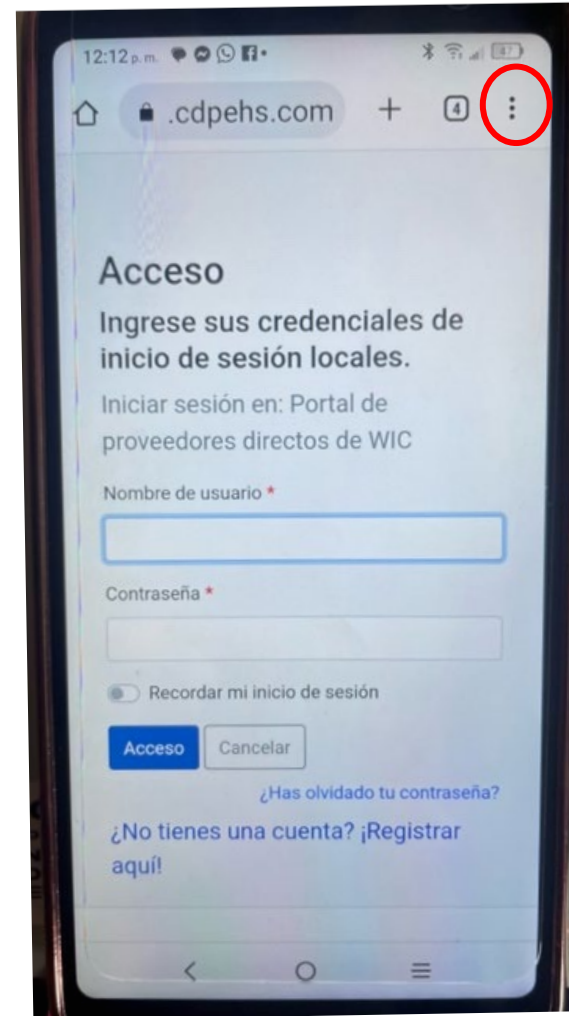 12:12 p.m.
47
.cdpehs.com + 4
Acceso
Ingrese sus credenciales de
inicio de sesión locales.
Iniciar sesión en: Portal de
proveedores directos de WIC
Nombre de usuario *
Contraseña *
Recordar mi inicio de sesión
Acceso Cancelar
¿Has olvidado tu contraseña?
¿No tienes una cuenta? ¡Registrar
aquí!